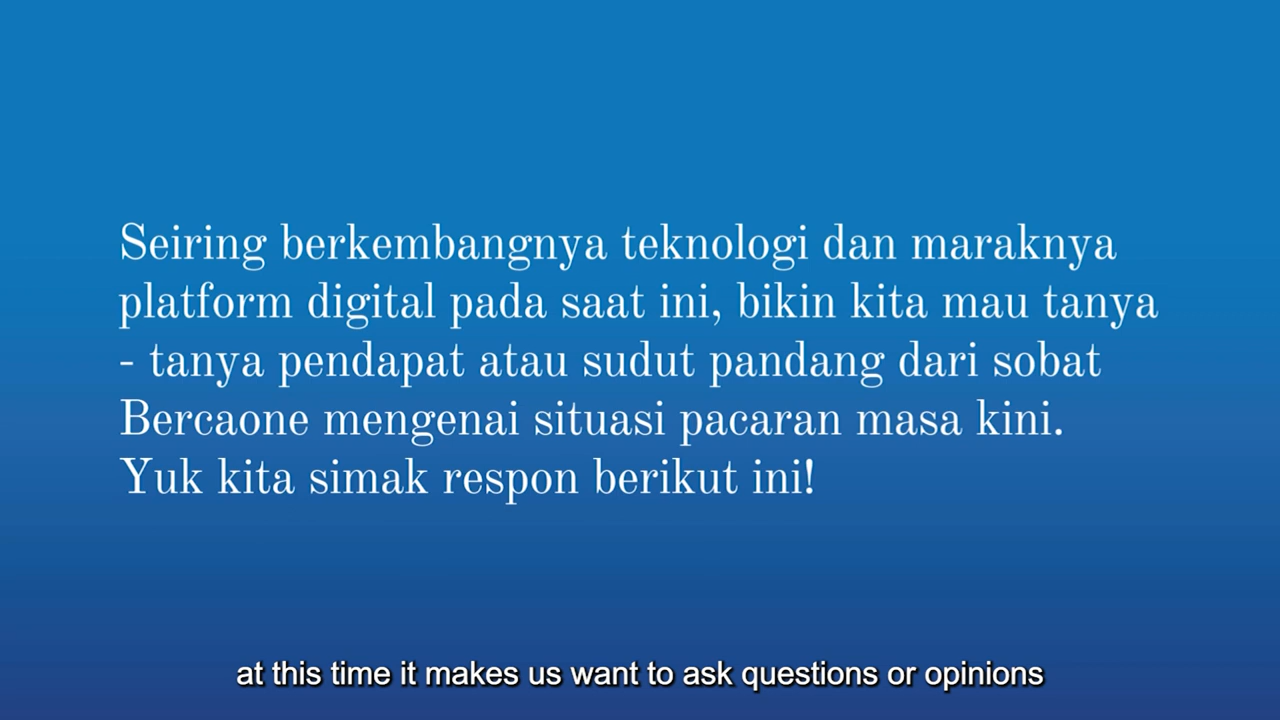 Seiring berkembangnya teknologi dan maraknya
platform digital pada saat ini, bikin kita mau tanya
- tanya pendapat atau sudut pandang dari sobat
Bercaone mengenai situasi pacaran masa kini.
Yuk kita simak respon berikut ini!
at this time it makes us want to ask questions or opinions